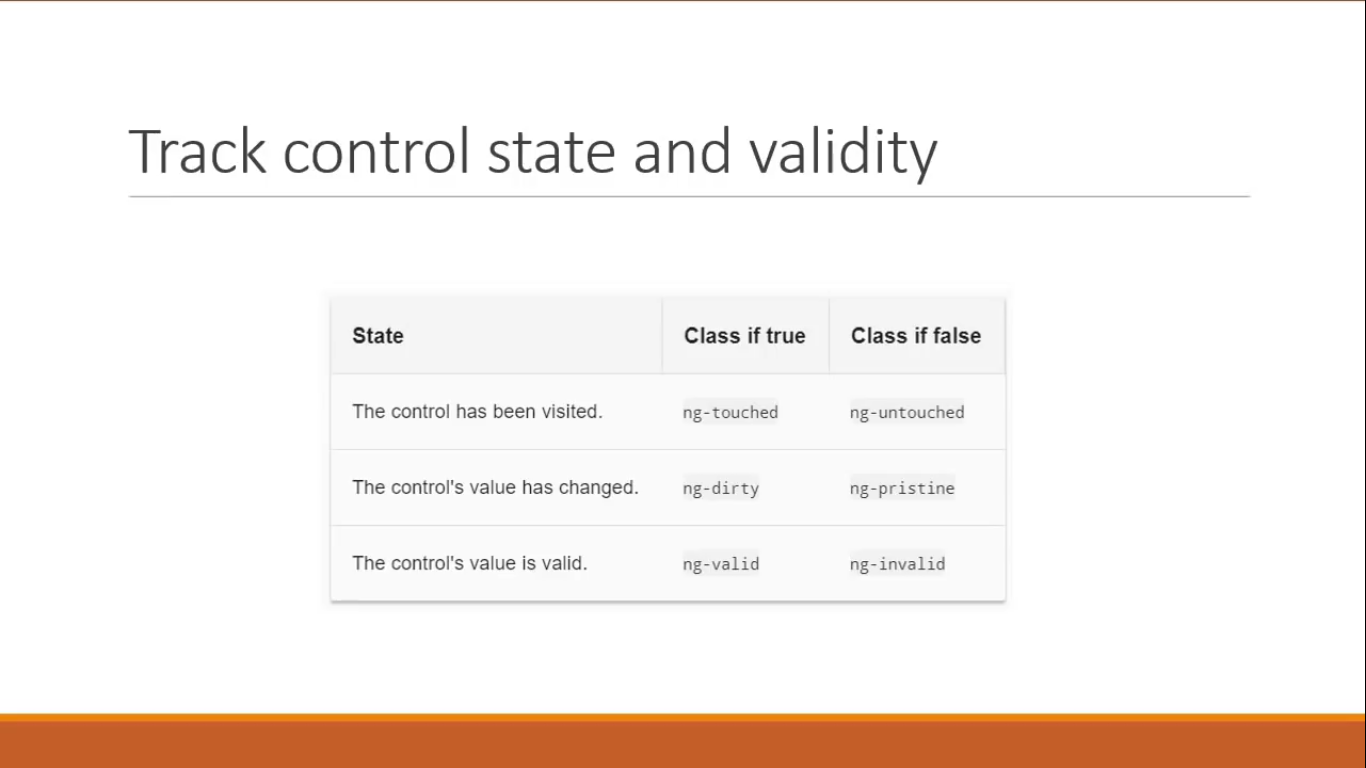 Track control state and validity
State Class if true Class if false
The control has been visited. ng-touched ng-untouched
The control's value has changed. ng-dirty ng-pristine
The control's value is valid. ng-valid ng-invalid